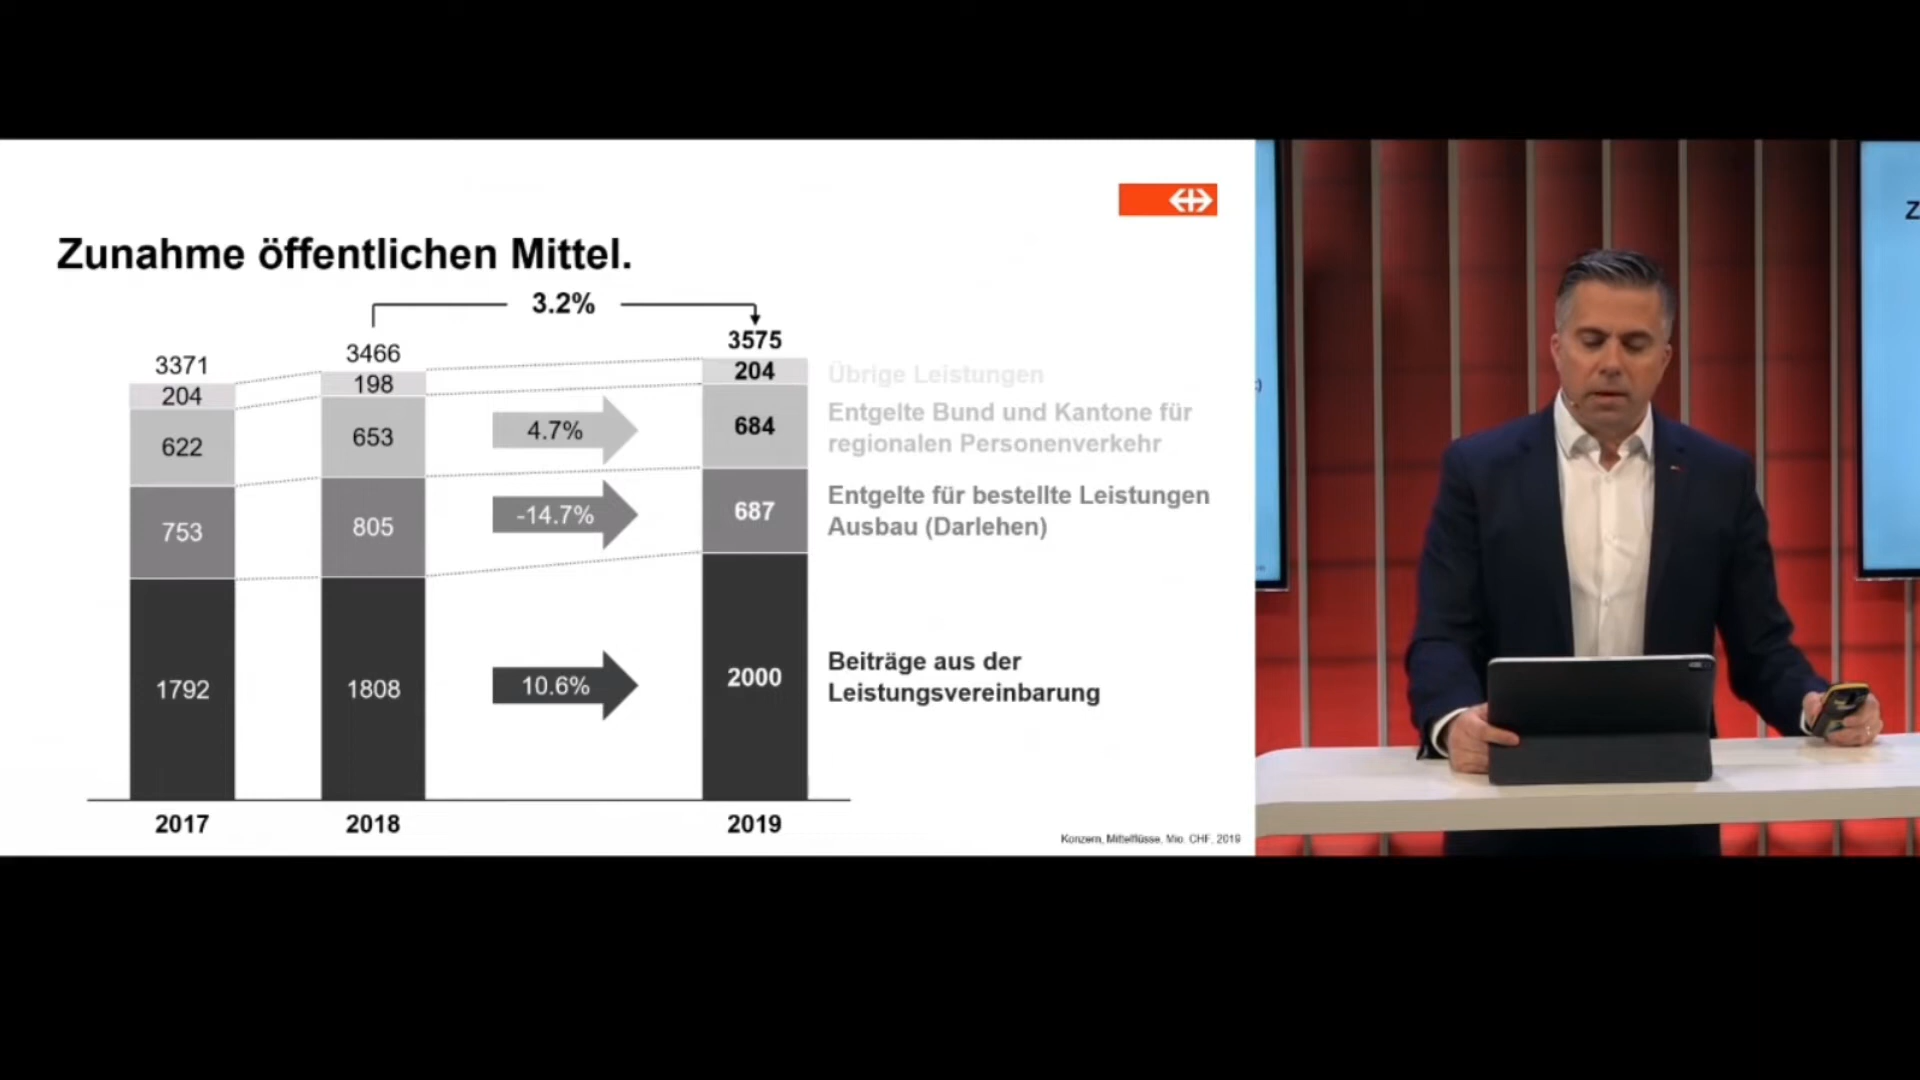 Zunahme öffentlichen Mittel.
3.2%
3371
3466
3575
204
198
204
Übrige Leistungen
622
653
4.7%
684
Entgelte Bund und Kantone für
regionalen Personenverkehr
753
805
-14.7%
687
Entgelte für bestellte Leistungen
Ausbau (Darlehen)
1792
1808
10.6%
2000
Beiträge aus der
Leistungsvereinbarung
2017
2018
2019
Konzern, Mittelflüsse, Mio. CHF, 2019
Z